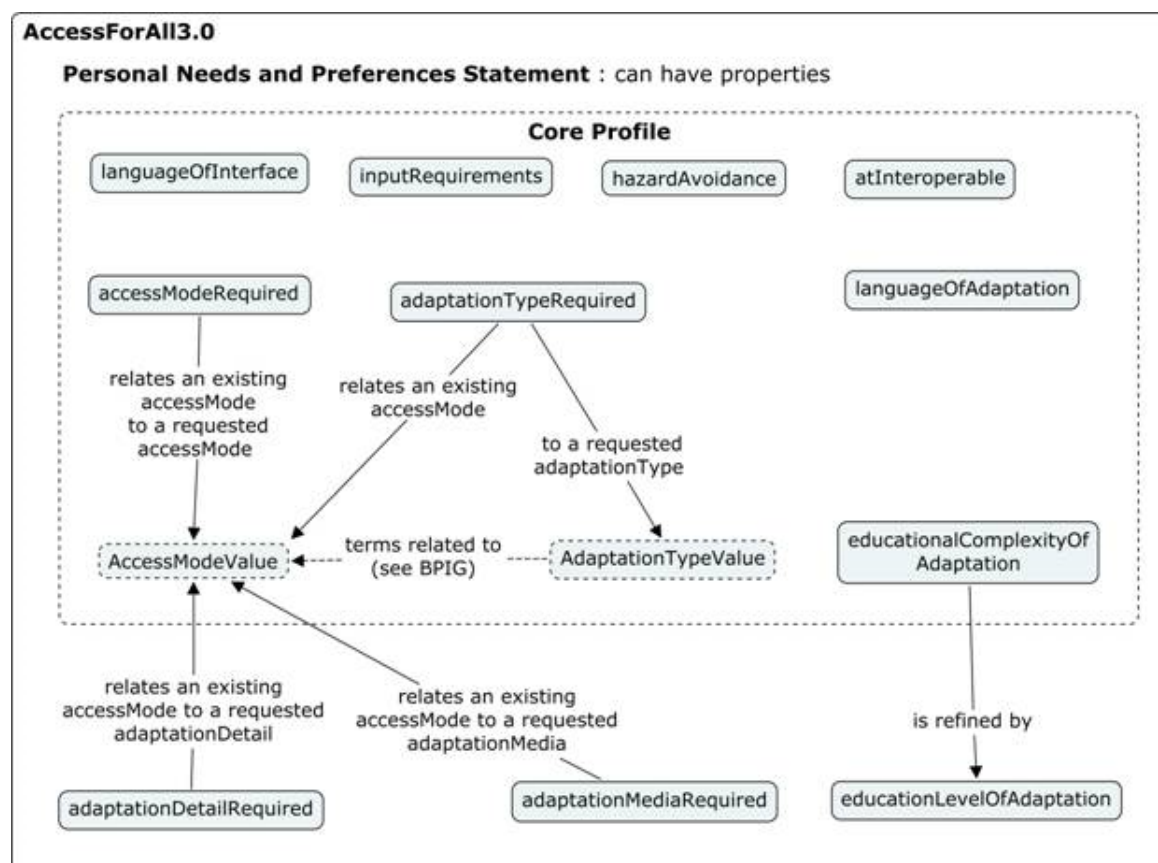 AccessForAll3.0
Personal Needs and Preferences Statement : can have properties
Core Profile
languageOfInterface
inputRequirements
hazardAvoidance
atInteroperable
accessModeRequired
adaptationTypeRequired
languageOfAdaptation
relates an existing
accessMode
to a requested
accessMode
relates an existing
accessMode
to a requested
adaptationType
AccessModeValue
terms related to
(see BPIG)
AdaptationTypeValue
educationalComplexityOf
Adaptation
relates an existing
accessMode to a requested
adaptationDetail
relates an existing
accessMode to a requested
adaptationMedia
is refined by
adaptationDetailRequired
adaptationMediaRequired
educationLevelOfAdaptation